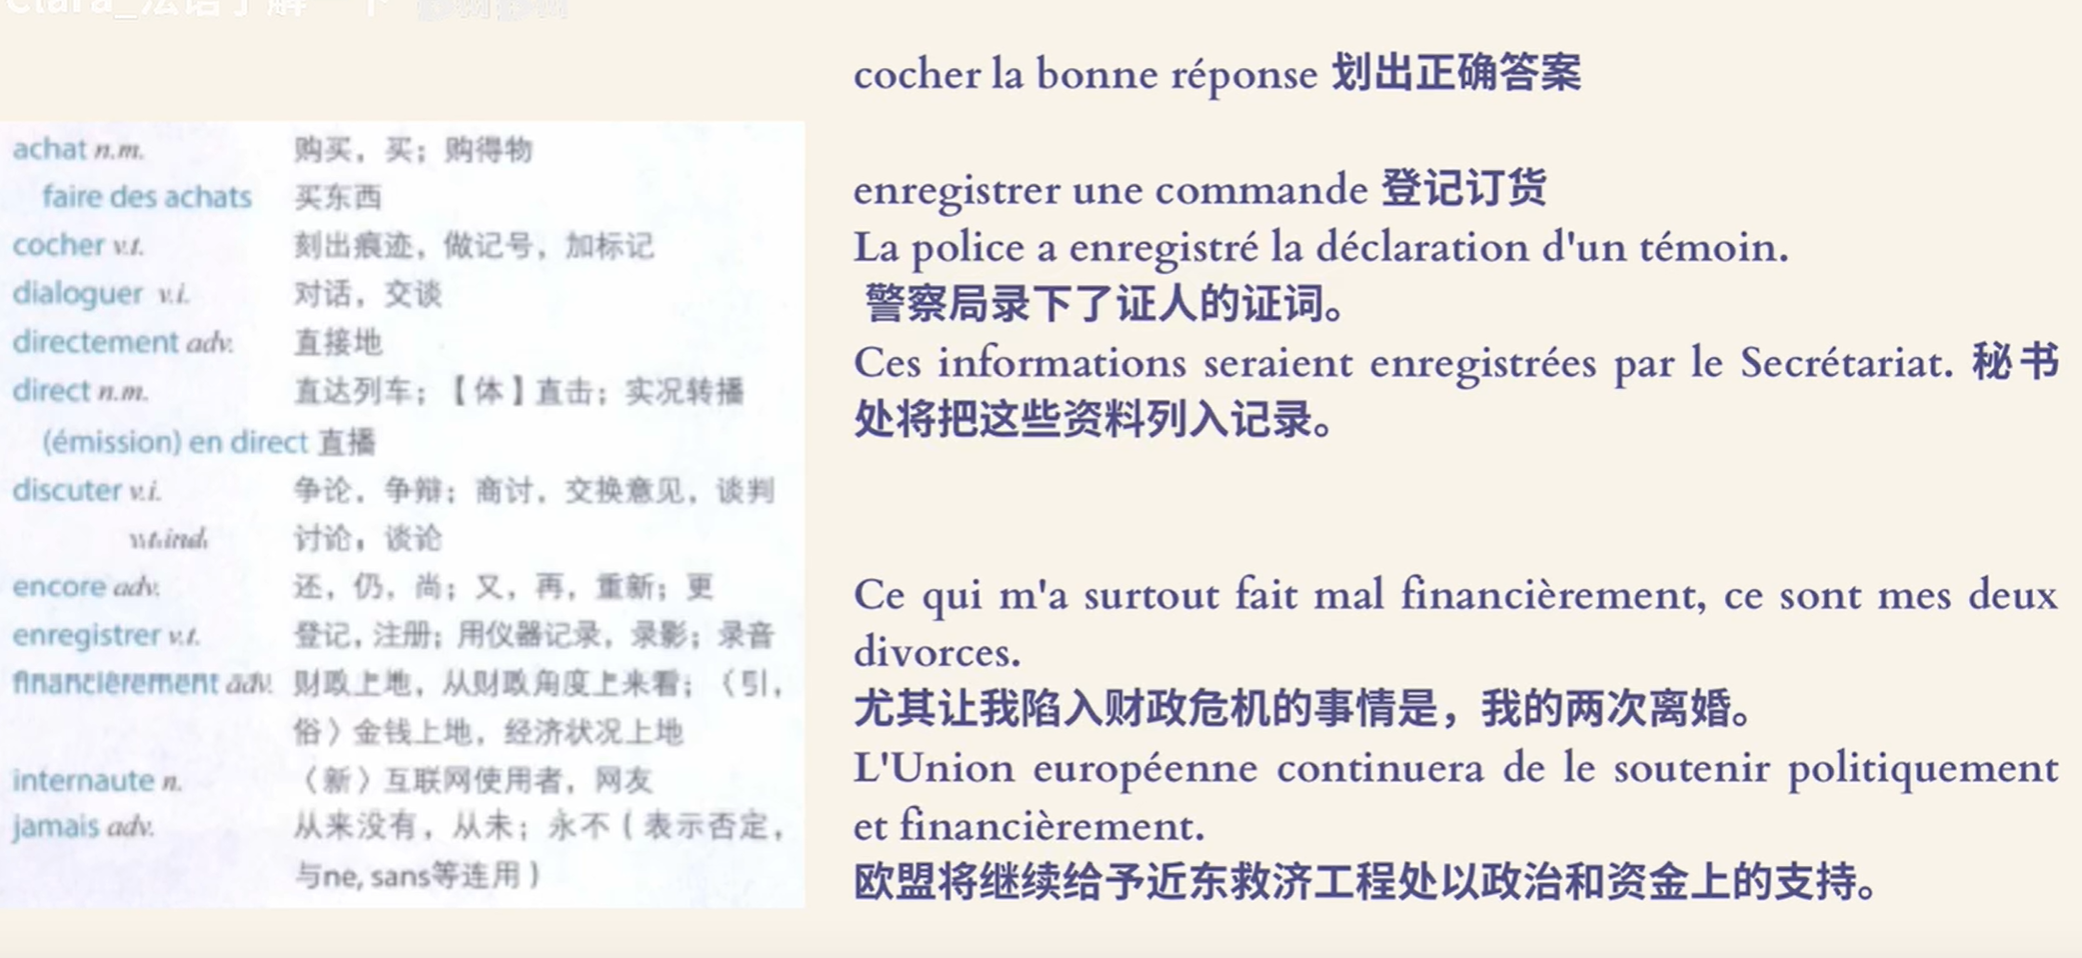 Clara_法语了解一下
cocher la bonne réponse 划出正确答案
achat n.m. 购买，买；购得物
faire des achats 买东西
cocher v.t. 刻出痕迹，做记号，加标记
dialoguer v.i. 对话，交谈
directement adv. 直接地
direct n.m. 直达列车；【体】直击；实况转播
(émission) en direct 直播
discuter v.i. 争论，争辩；商讨，交换意见，谈判
v.t.ind. 讨论，谈论
encore adv. 还，仍，尚；又，再，重新；更
enregistrer v.t. 登记，注册；用仪器记录，录影；录音
financièrement adv. 财政上地，从财政角度上来看；〈引，
俗〉金钱上地，经济状况上地
internaute n. 〈新〉互联网使用者，网友
jamais adv. 从来没有，从未；永不（表示否定，
与ne, sans等连用）
enregistrer une commande 登记订货
La police a enregistré la déclaration d'un témoin.
警察局录下了证人的证词。
Ces informations seraient enregistrées par le Secrétariat. 秘书
处将把这些资料列入记录。
Ce qui m'a surtout fait mal financièrement, ce sont mes deux
divorces.
尤其让我陷入财政危机的事情是，我的两次离婚。
L'Union européenne continuera de le soutenir politiquement
et financièrement.
欧盟将继续给予近东救济工程处以政治和资金上的支持。